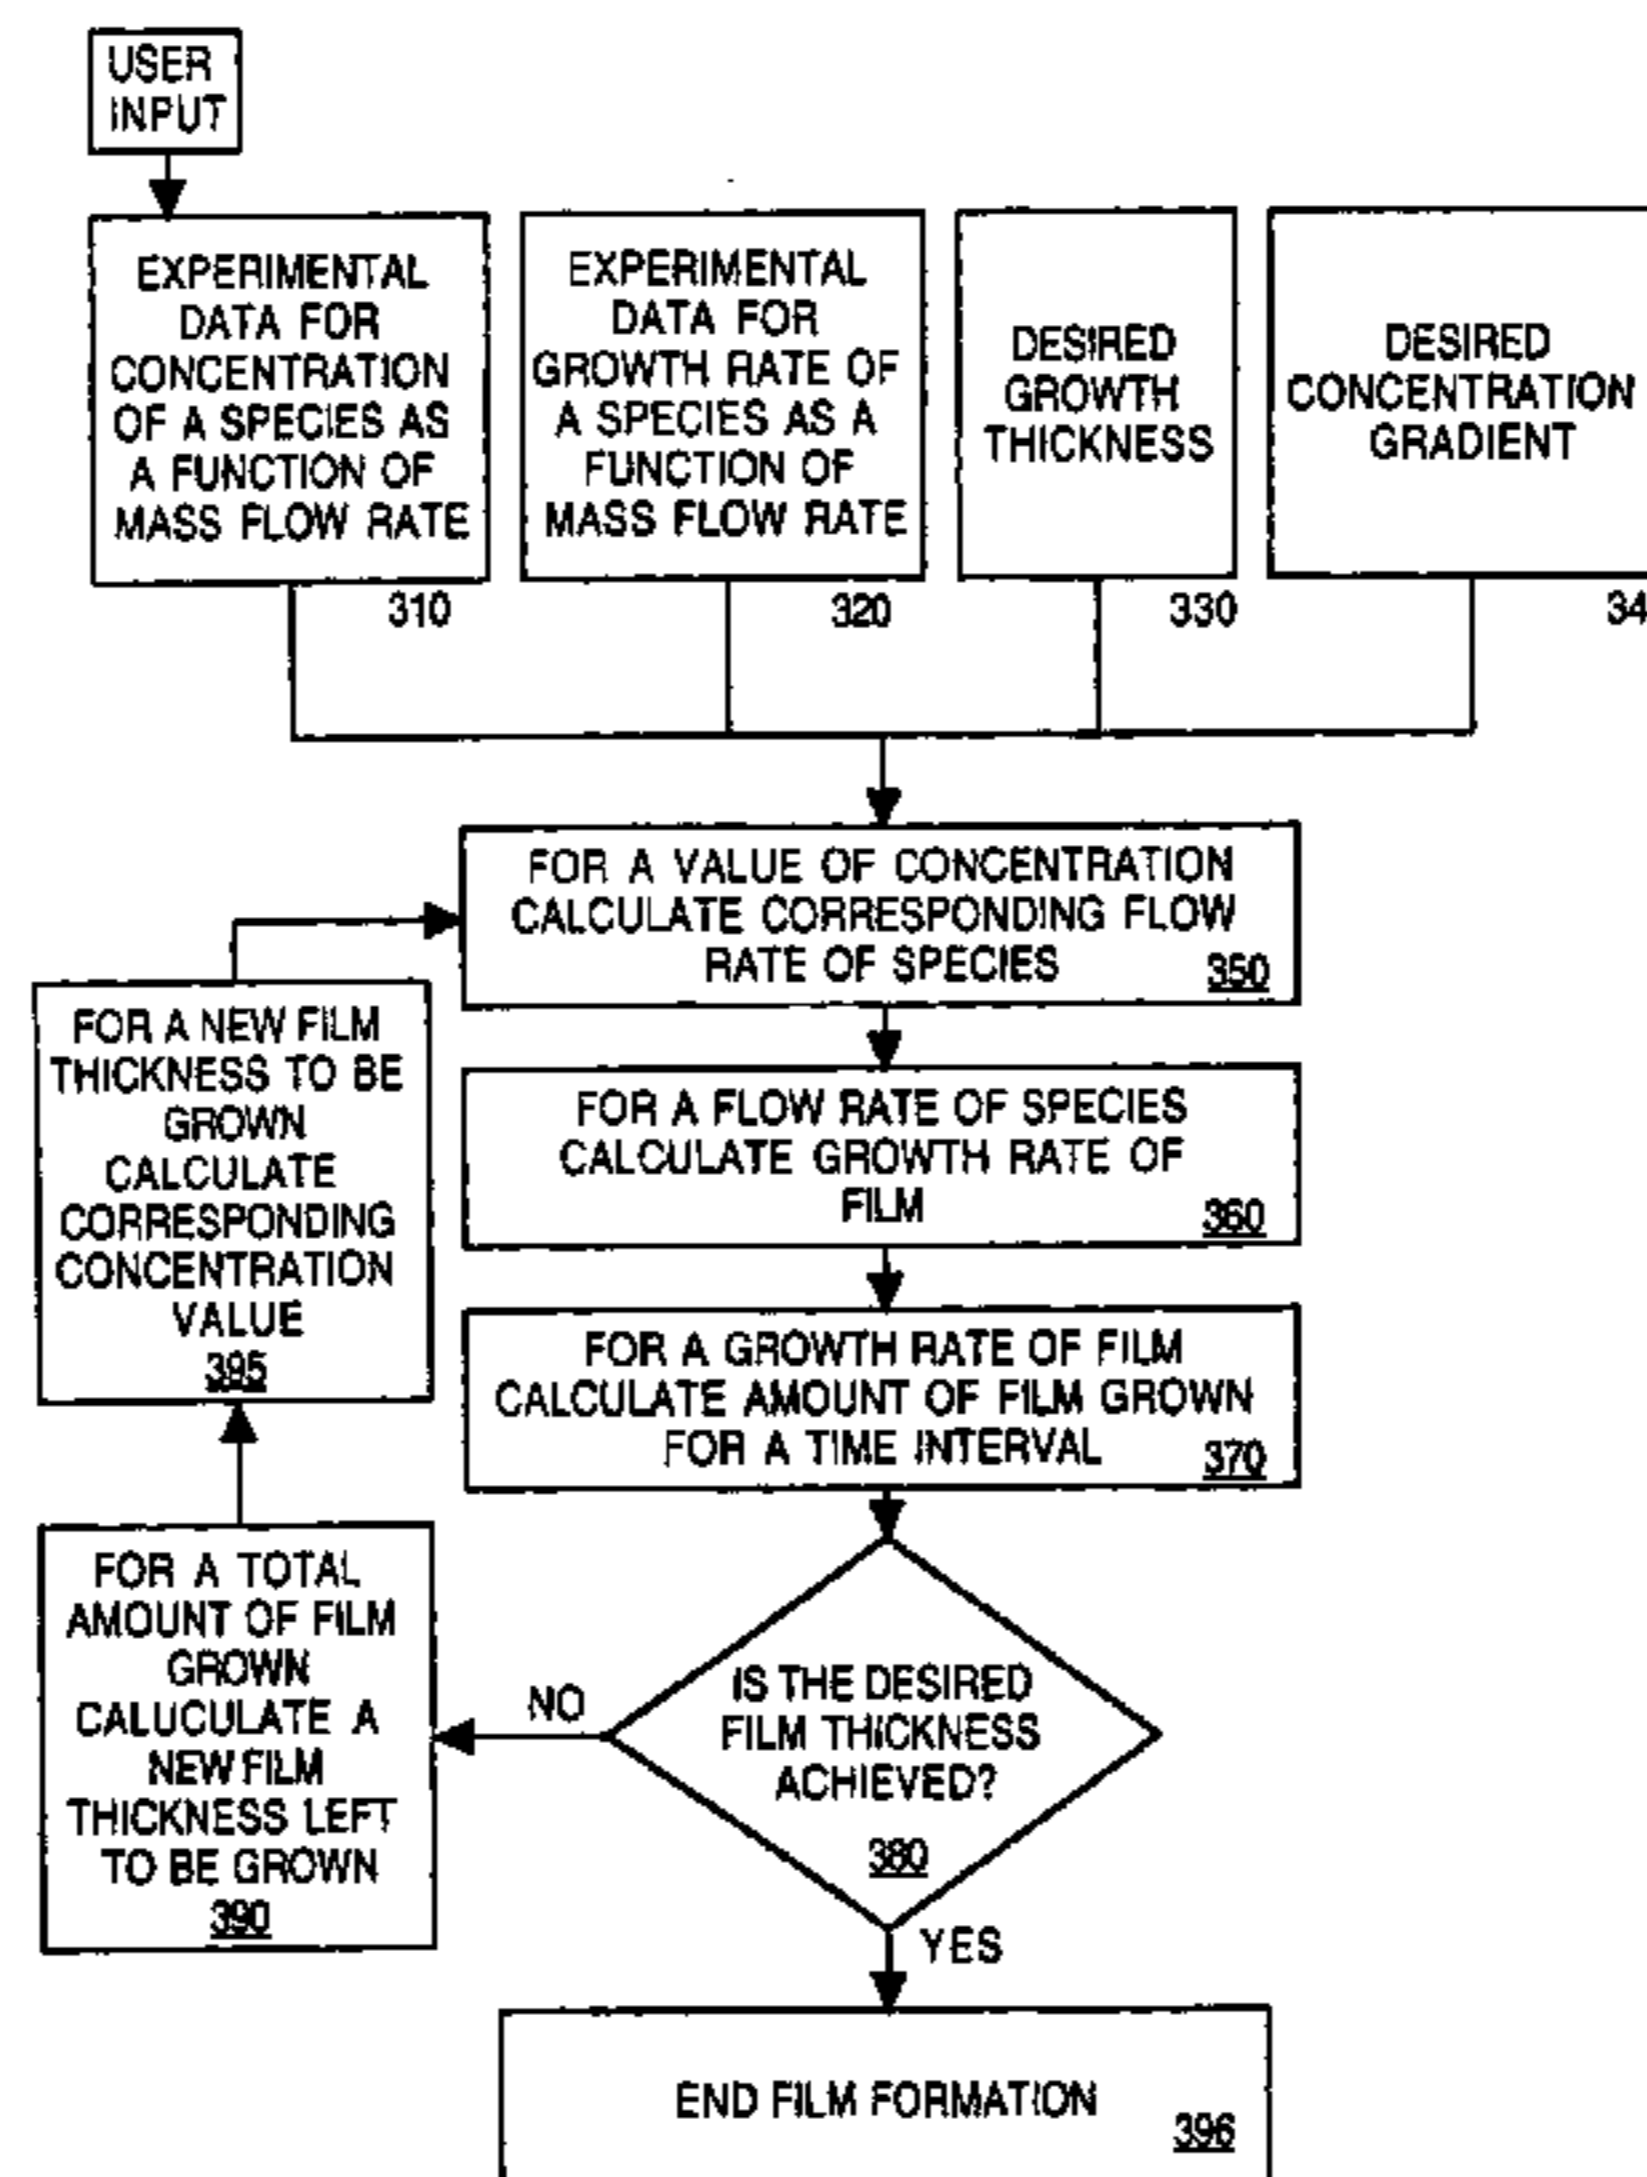 USER
INPUT
EXPERIMENTAL
DATA FOR
CONCENTRATION
OF A SPECIES AS
A FUNCTION OF
MASS FLOW RATE
310
EXPERIMENTAL
DATA FOR
GROWTH RATE OF
A SPECIES AS A
FUNCTION OF
MASS FLOW RATE
320
DESIRED
GROWTH
THICKNESS
330
DESIRED
CONCENTRATION
GRADIENT
34
FOR A VALUE OF CONCENTRATION
CALCULATE CORRESPONDING FLOW
RATE OF SPECIES
350
FOR A FLOW RATE OF SPECIES
CALCULATE GROWTH RATE OF
FILM
360
FOR A GROWTH RATE OF FILM
CALCULATE AMOUNT OF FILM GROWN
FOR A TIME INTERVAL
370
IS THE DESIRED
FILM THICKNESS
ACHIEVED?
380
NO
FOR A TOTAL
AMOUNT OF FILM
GROWN
CALUCULATE A
NEW FILM
THICKNESS LEFT
TO BE GROWN
390
FOR A NEW FILM
THICKNESS TO BE
GROWN
CALCULATE
CORRESPONDING
CONCENTRATION
VALUE
395
YES
END FILM FORMATION
396